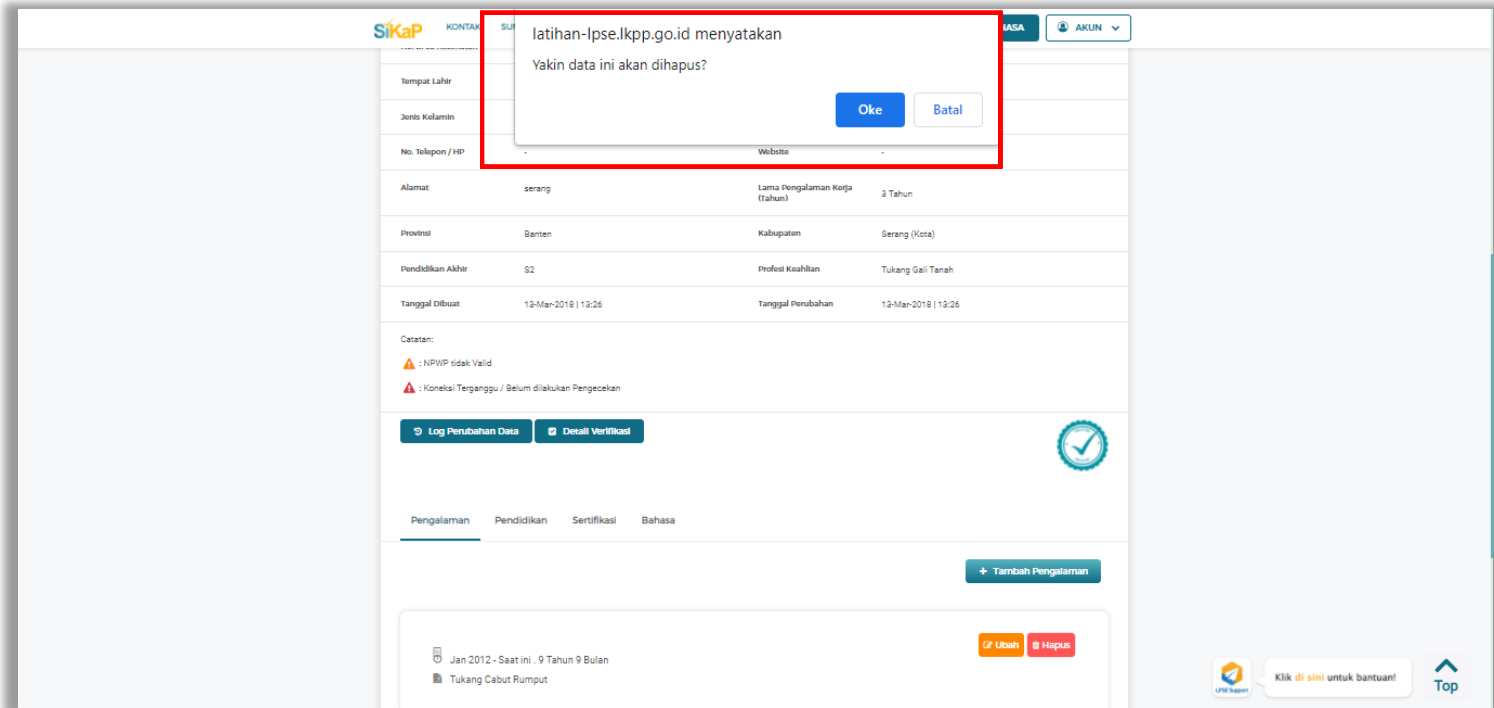 SiKaP KONTAK
latihan-lpse.lkpp.go.id menyatakan
AKUN
Yakin data ini akan dihapus?
Tempat Lahir
Oke Batal
Jenis Kelamin
No. Telepon / HP - Website -
Alamat serang Lama Pengalaman Kerja (Tahun) 3 Tahun
Provinsi Banten Kabupaten Serang (Kota)
Pendidikan Akhir S2 Profesi Keahlian Tukang Gali Tanah
Tanggal Dibuat 13-Mar-2018 | 13:26 Tanggal Perubahan 13-Mar-2018 | 13:26
Catatan:
: NPWP tidak Valid
: Koneksi Terganggu / Belum dilakukan Pengecekan
Log Perubahan Data Detail Verifikasi
Pengalaman Pendidikan Sertifikasi Bahasa
+ Tambah Pengalaman
Ubah Hapus
Jan 2012 - Saat ini . 9 Tahun 9 Bulan
Tukang Cabut Rumput
LPSE Support
Klik di sini untuk bantuan!
Top